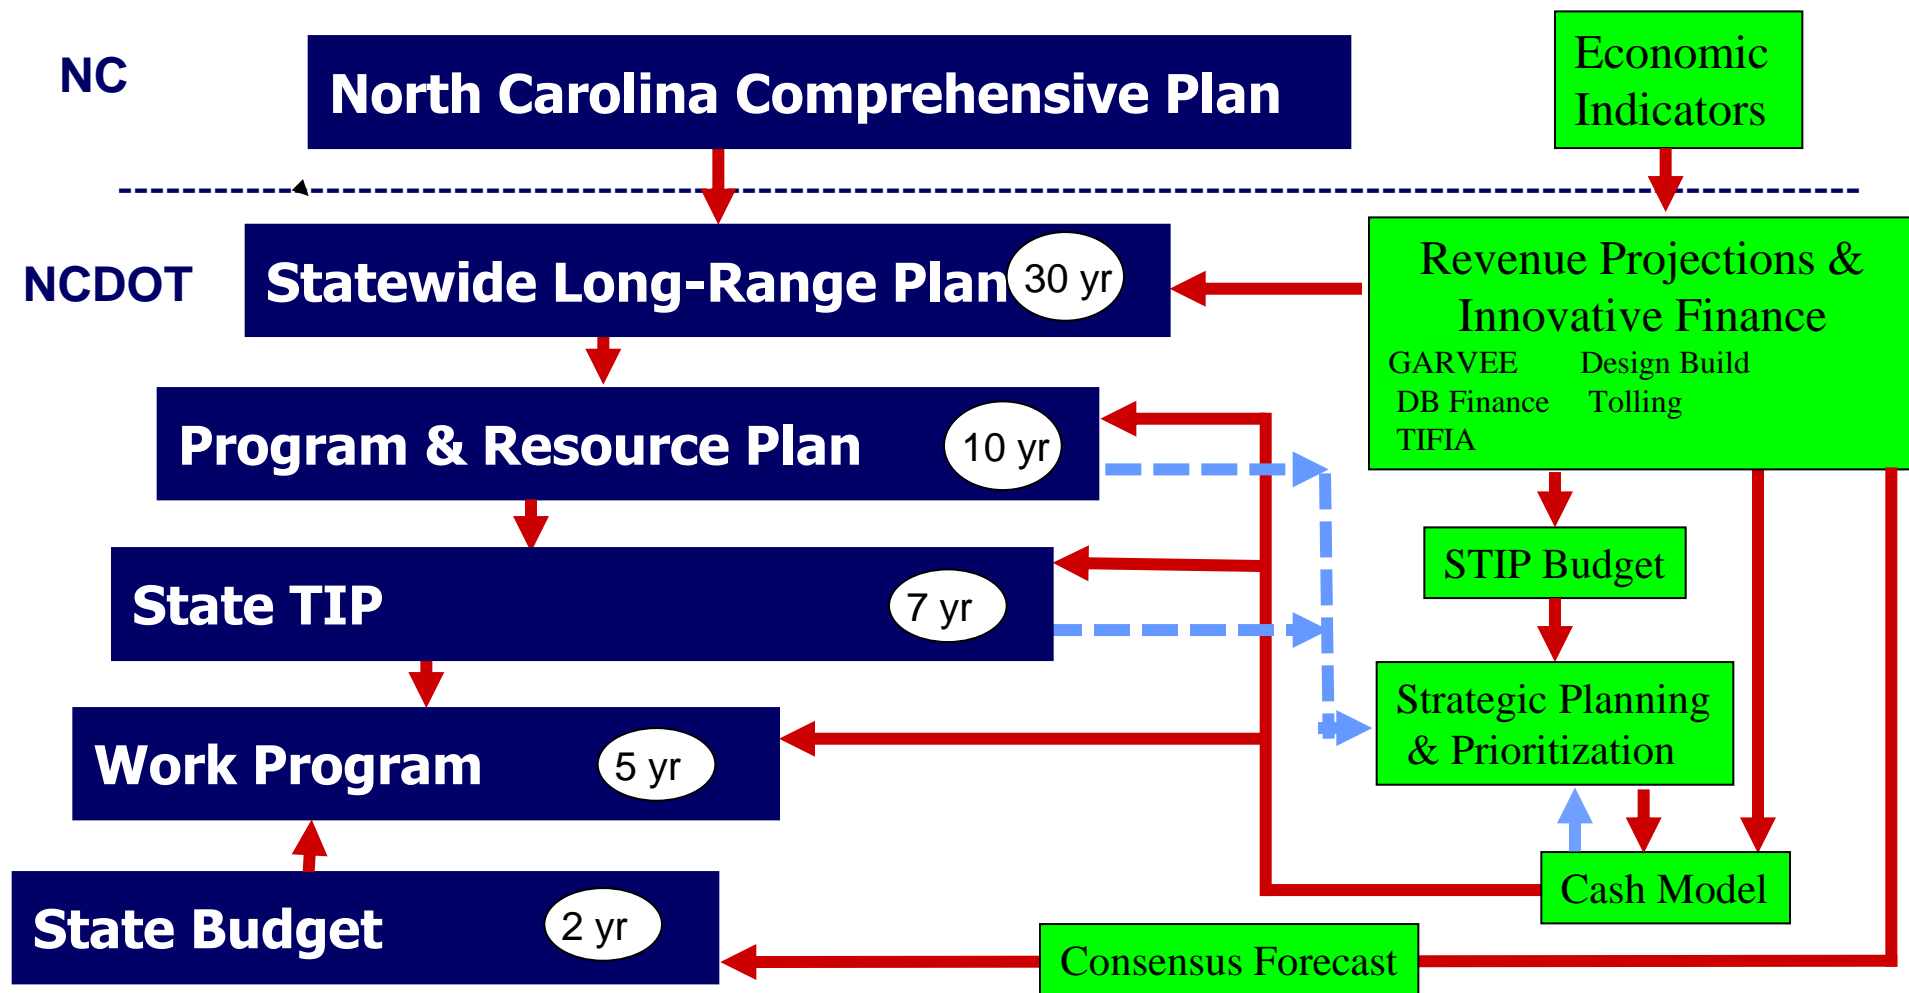 NC
North Carolina Comprehensive Plan
Economic
Indicators
NCDOT
Statewide Long-Range Plan
30 yr
Revenue Projections &
Innovative Finance
GARVEE Design Build
DB Finance Tolling
TIFIA
Program & Resource Plan
10 yr
STIP Budget
State TIP
7 yr
Strategic Planning
& Prioritization
Work Program
5 yr
Cash Model
State Budget
2 yr
Consensus Forecast